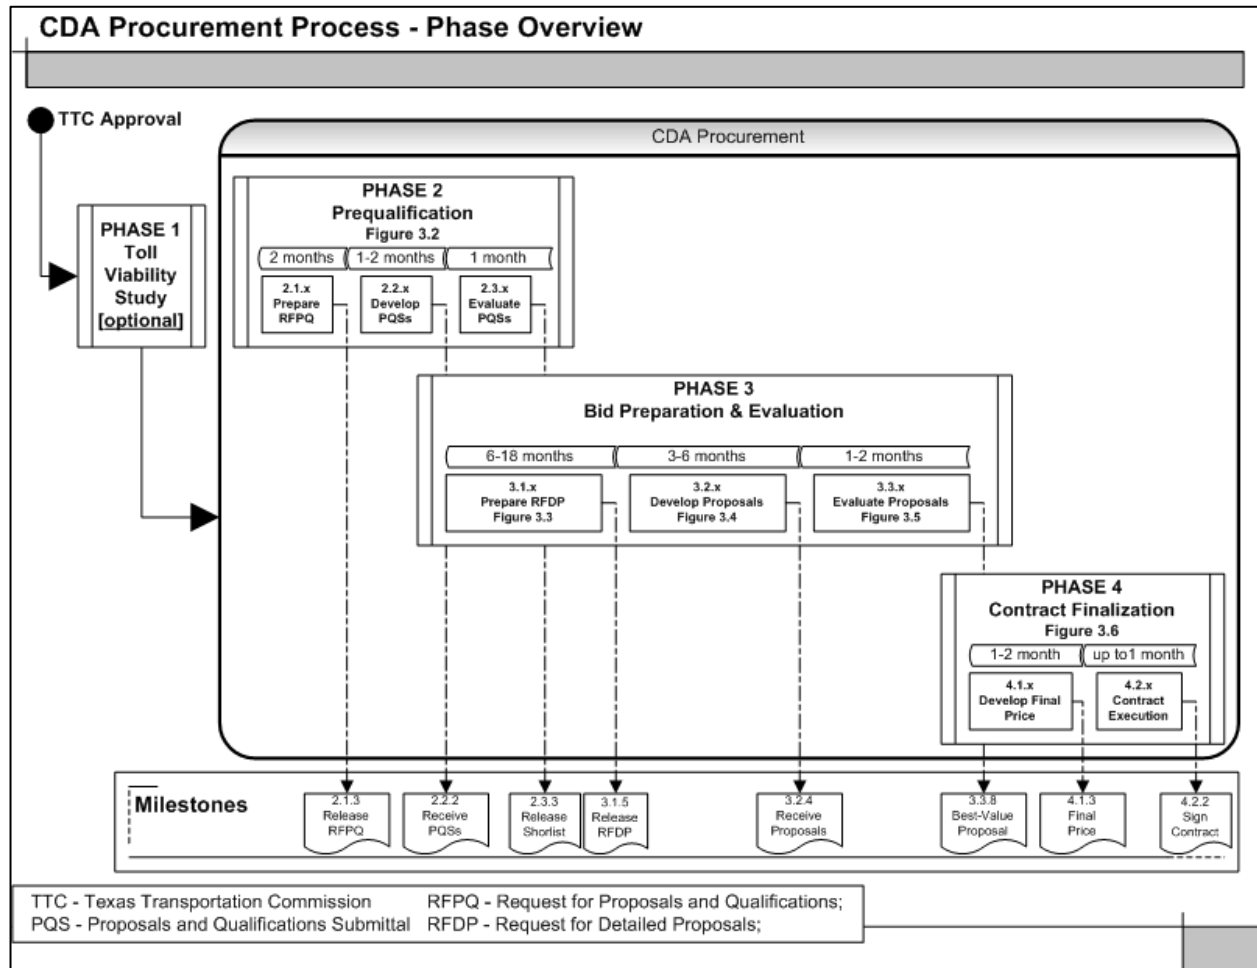 CDA Procurement Process - Phase Overview
TTC Approval
CDA Procurement
PHASE 1
Toll
Viability
Study
[optional]
PHASE 2
Prequalification
Figure 3.2
2 months
1-2 months
1 month
2.1.x
Prepare
RFPQ
2.2.x
Develop
PQSs
2.3.x
Evaluate
PQSs
PHASE 3
Bid Preparation & Evaluation
6-18 months
3-6 months
1-2 months
3.1.x
Prepare RFDP
Figure 3.3
3.2.x
Develop Proposals
Figure 3.4
3.3.x
Evaluate Proposals
Figure 3.5
PHASE 4
Contract Finalization
Figure 3.6
1-2 month
up to1 month
4.1.x
Develop Final
Price
4.2.x
Contract
Execution
Milestones
2.1.3
Release
RFPQ
2.2.2
Receive
PQSs
2.3.3
Release
Shorlist
3.1.5
Release
RFDP
3.2.4
Receive
Proposals
3.3.8
Best-Value
Proposal
4.1.3
Final
Price
4.2.2
Sign
Contract
TTC - Texas Transportation Commission
RFPQ - Request for Proposals and Qualifications;
PQS - Proposals and Qualifications Submittal
RFDP - Request for Detailed Proposals;